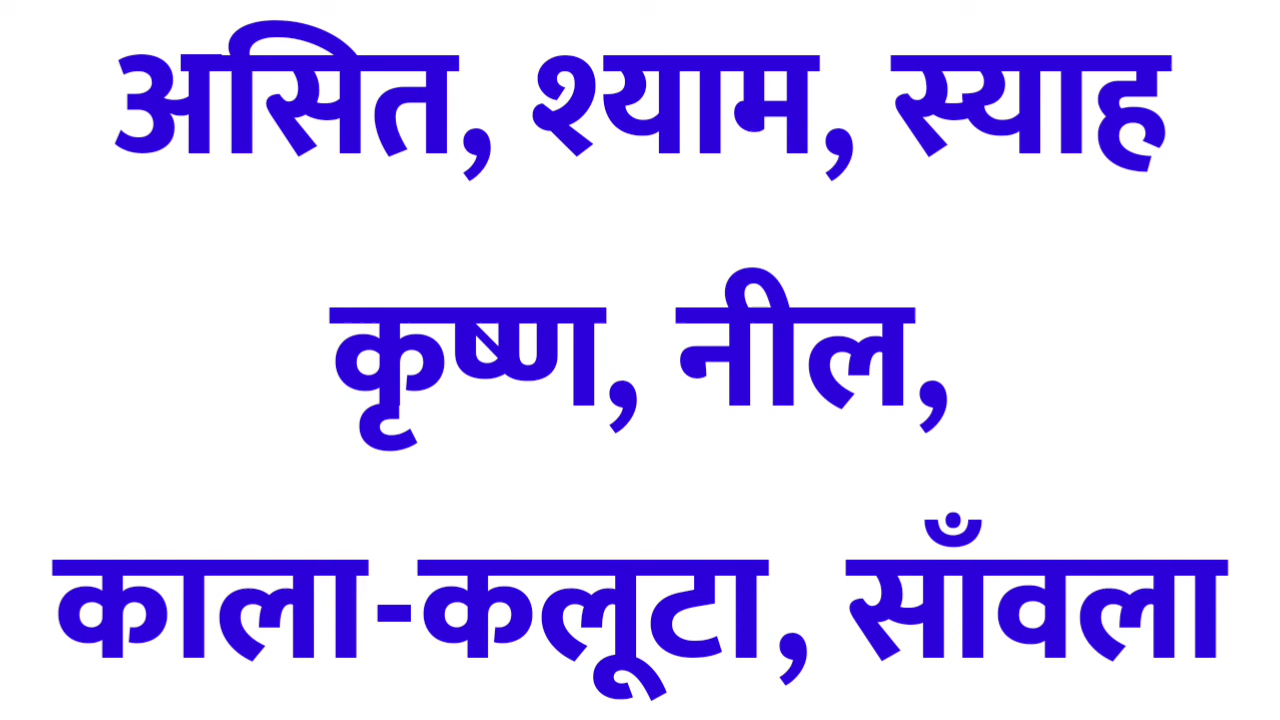 असित, श्याम, स्याह
कृष्ण, नील,
काला-कलूटा, साँवला